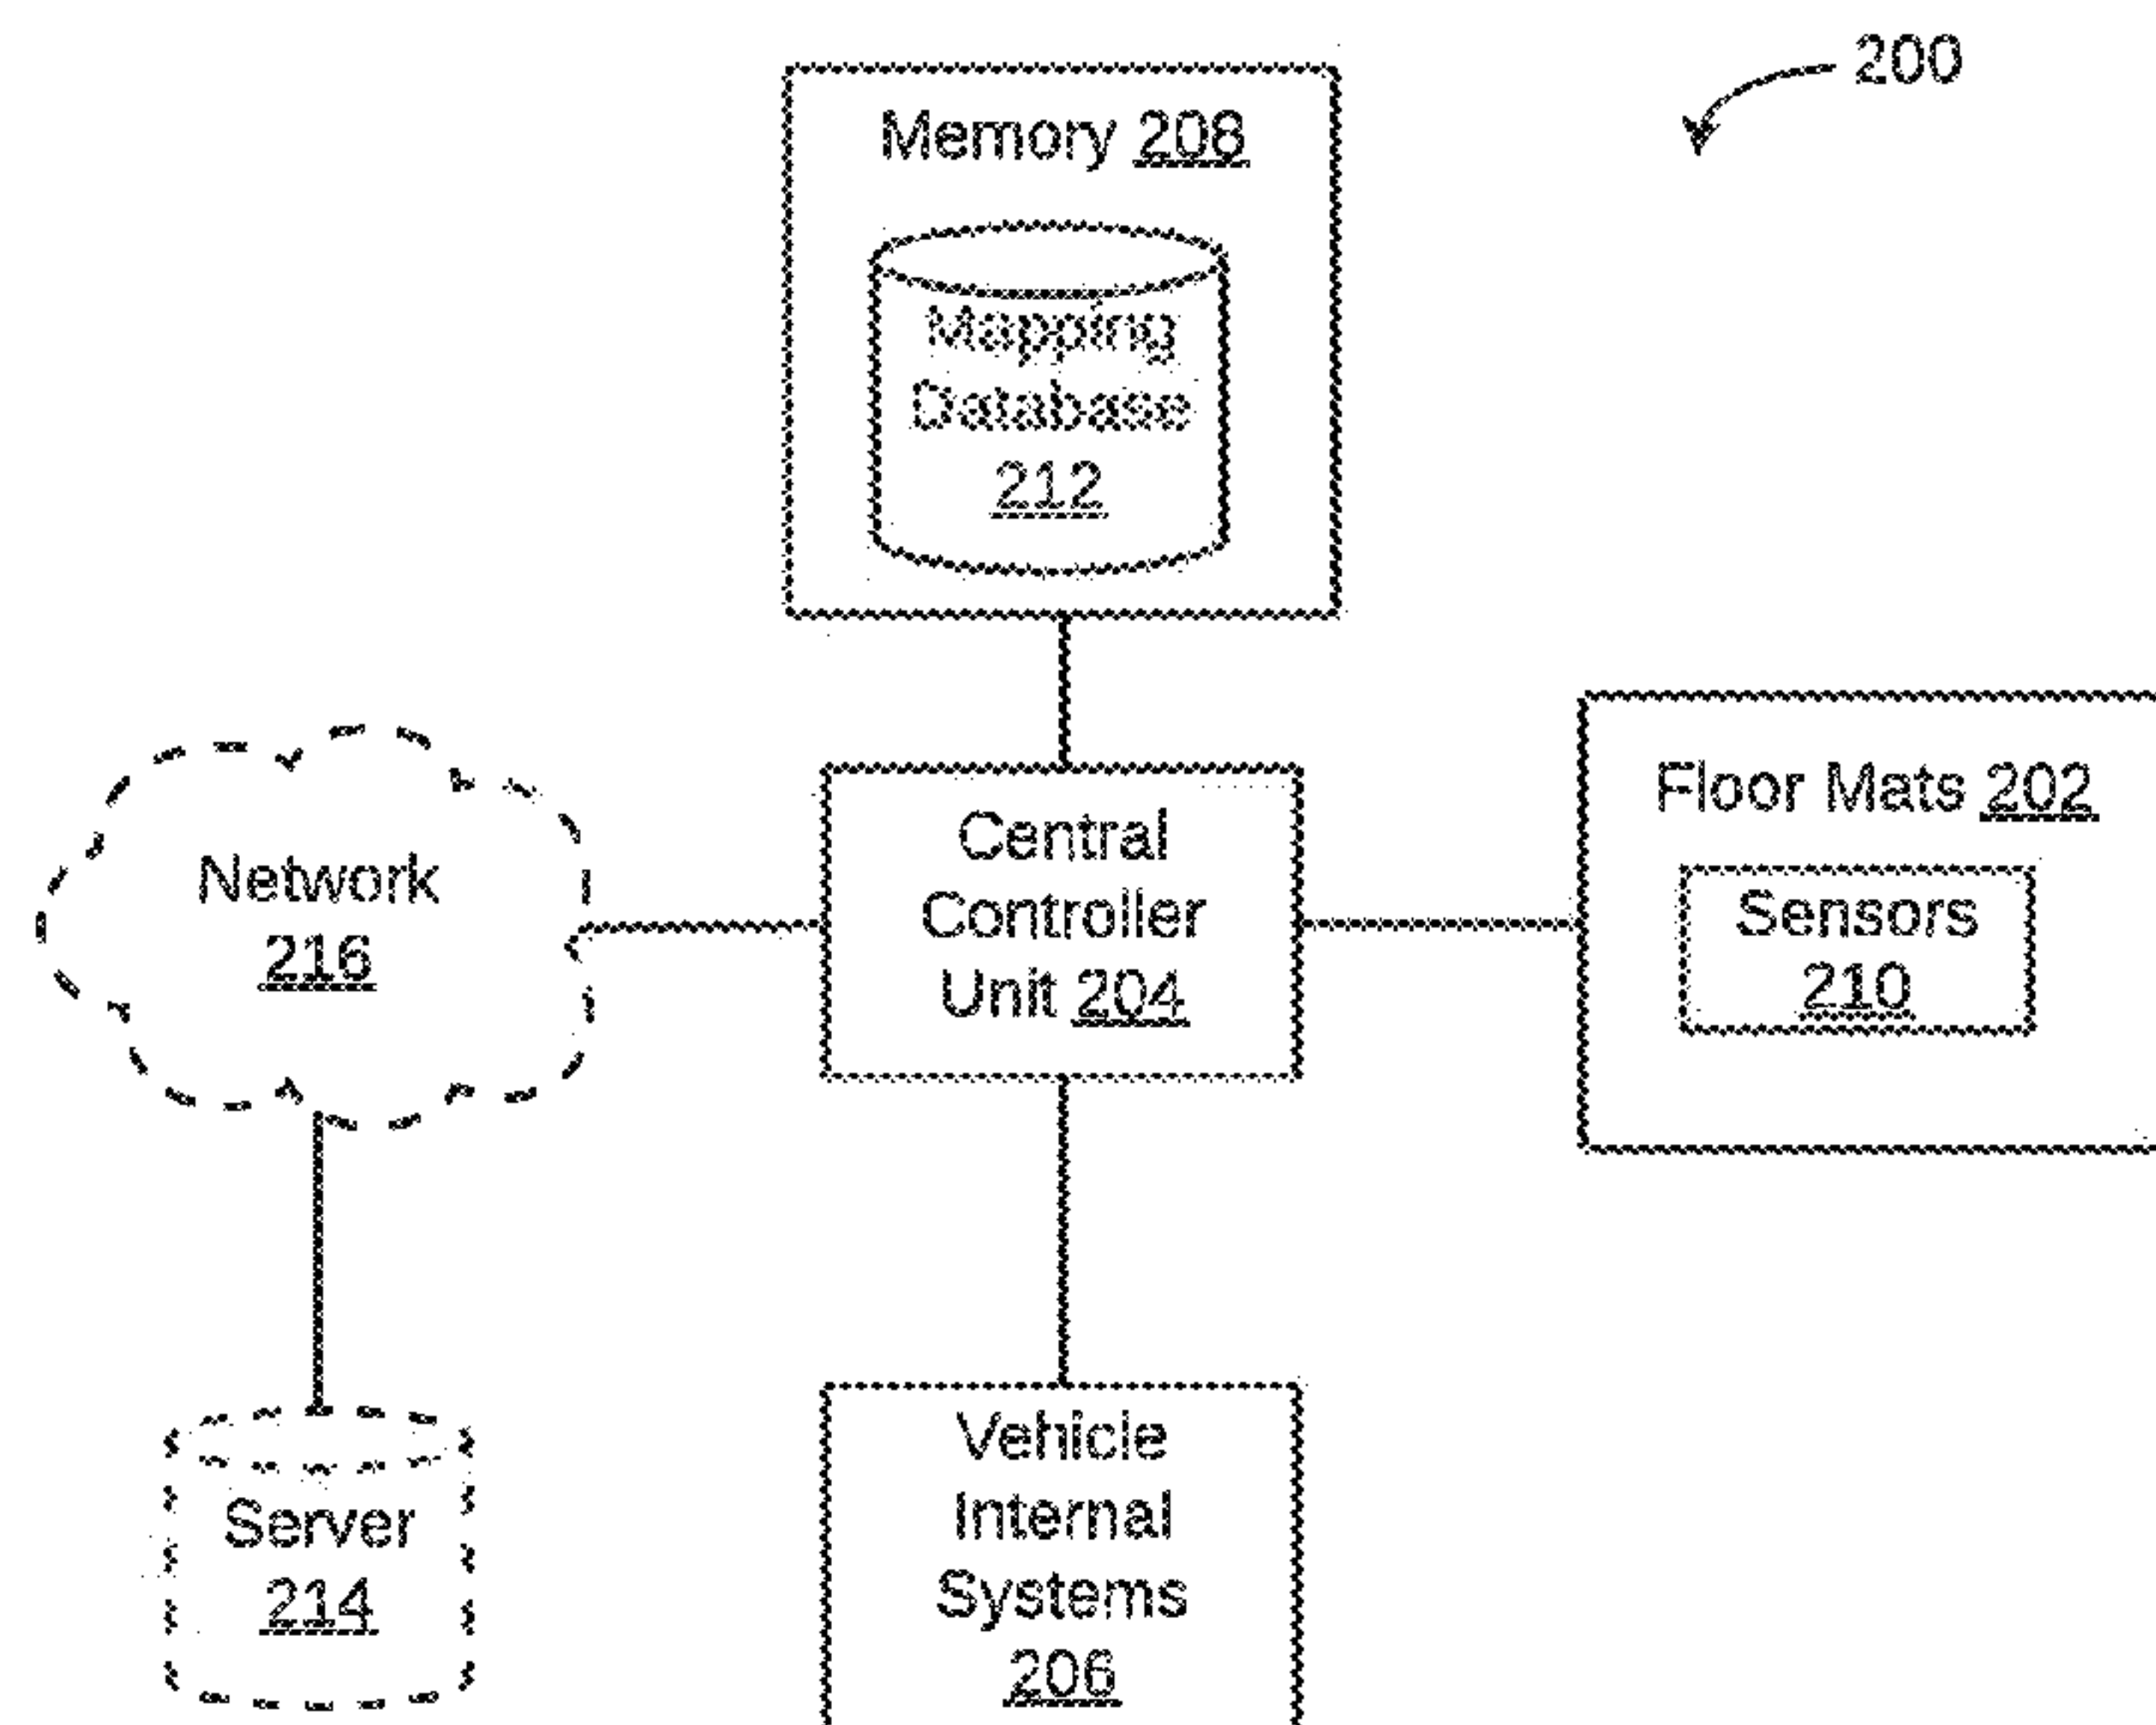 200
Memory 208
Mapping
Database
212
Network
216
Central
Controller
Unit 204
Floor Mats 202
Sensors
210
Server
214
Vehicle
Internal
Systems
206